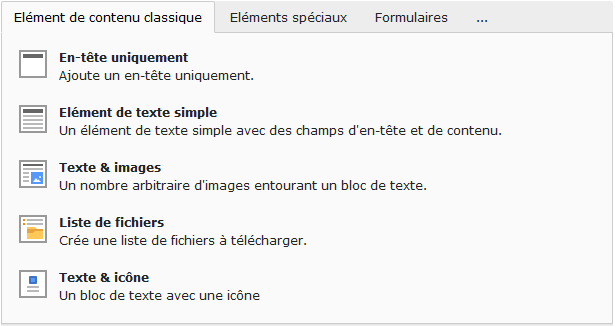 Elément de contenu classique Eléments spéciaux Formulaires ...
En-tête uniquement
Ajoute un en-tête uniquement.
Elément de texte simple
Un élément de texte simple avec des champs d'en-tête et de contenu.
Texte & images
Un nombre arbitraire d'images entourant un bloc de texte.
Liste de fichiers
Crée une liste de fichiers à télécharger.
Texte & icône
Un bloc de texte avec une icône